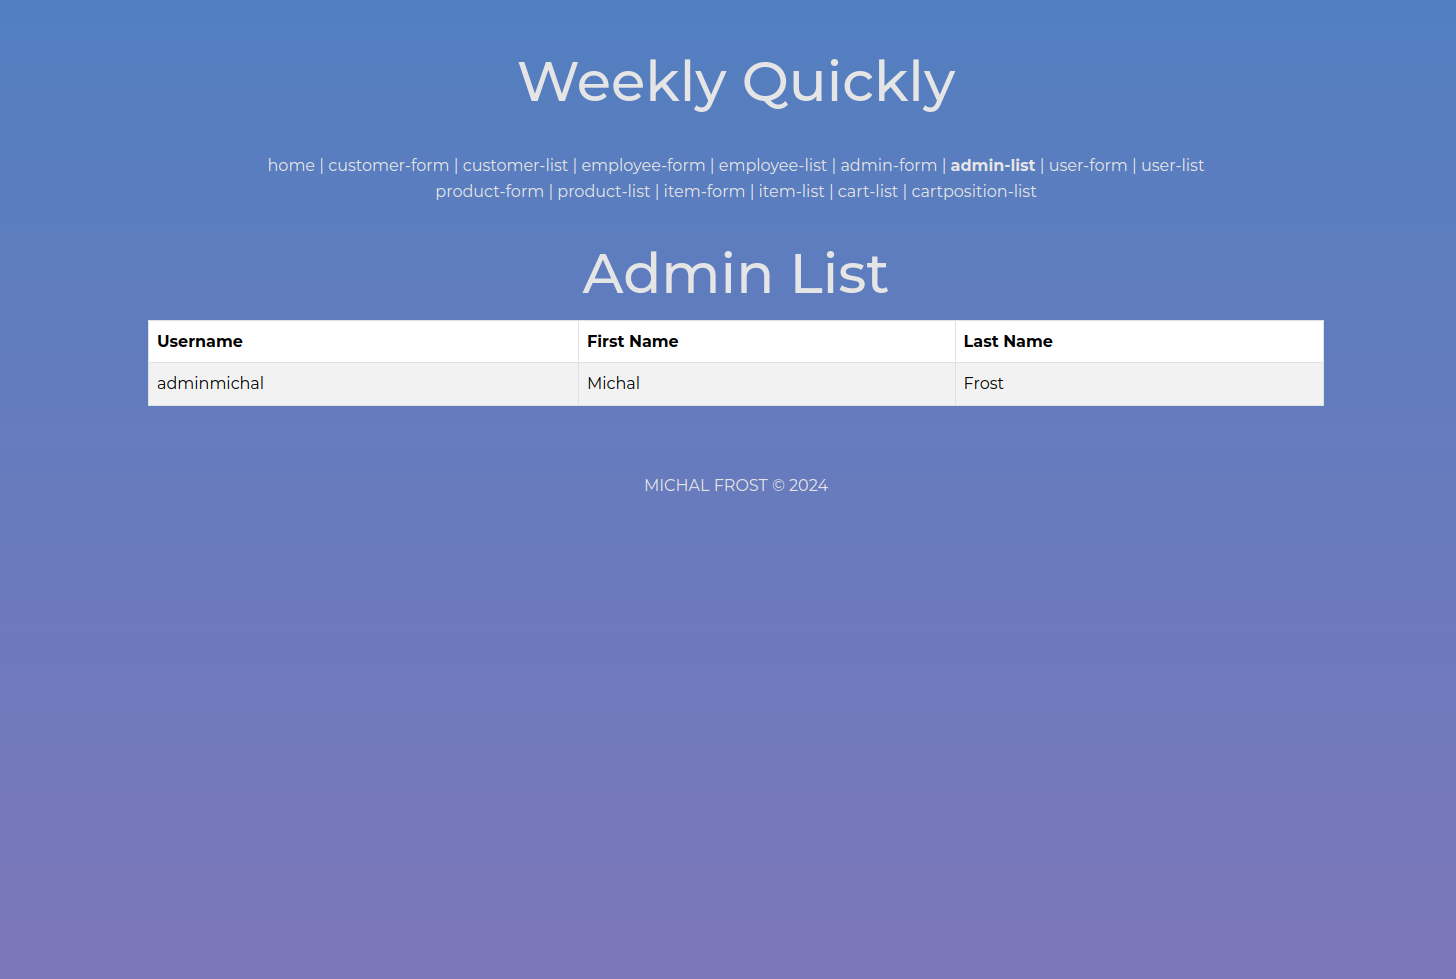 Weekly Quickly
home | customer-form | customer-list | employee-form | employee-list | admin-form | admin-list | user-form | user-list
product-form | product-list | item-form | item-list | cart-list | cartposition-list
Admin List
Username First Name Last Name
adminmichal Michal Frost
MICHAL FROST © 2024